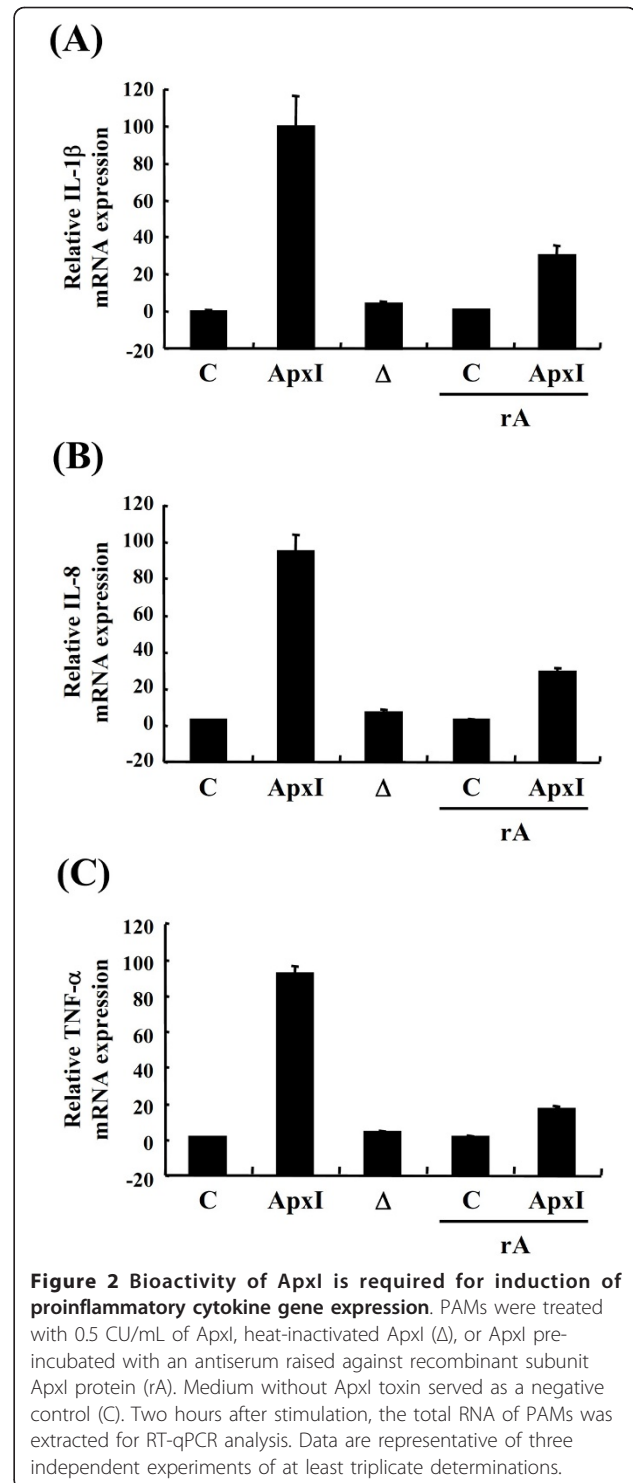 (A)
Relative IL-1β
mRNA expression
120
100
80
60
40
20
0
-20
C ApxI Δ C ApxI
rA
(B)
Relative IL-8
mRNA expression
120
100
80
60
40
20
0
-20
C ApxI Δ C ApxI
rA
(C)
Relative TNF-α
mRNA expression
120
100
80
60
40
20
0
-20
C ApxI Δ C ApxI
rA
Figure 2 Bioactivity of ApxI is required for induction of
proinflammatory cytokine gene expression. PAMs were treated
with 0.5 CU/mL of ApxI, heat-inactivated ApxI (Δ), or ApxI pre-
incubated with an antiserum raised against recombinant subunit
ApxI protein (rA). Medium without ApxI toxin served as a negative
control (C). Two hours after stimulation, the total RNA of PAMs was
extracted for RT-qPCR analysis. Data are representative of three
independent experiments of at least triplicate determinations.